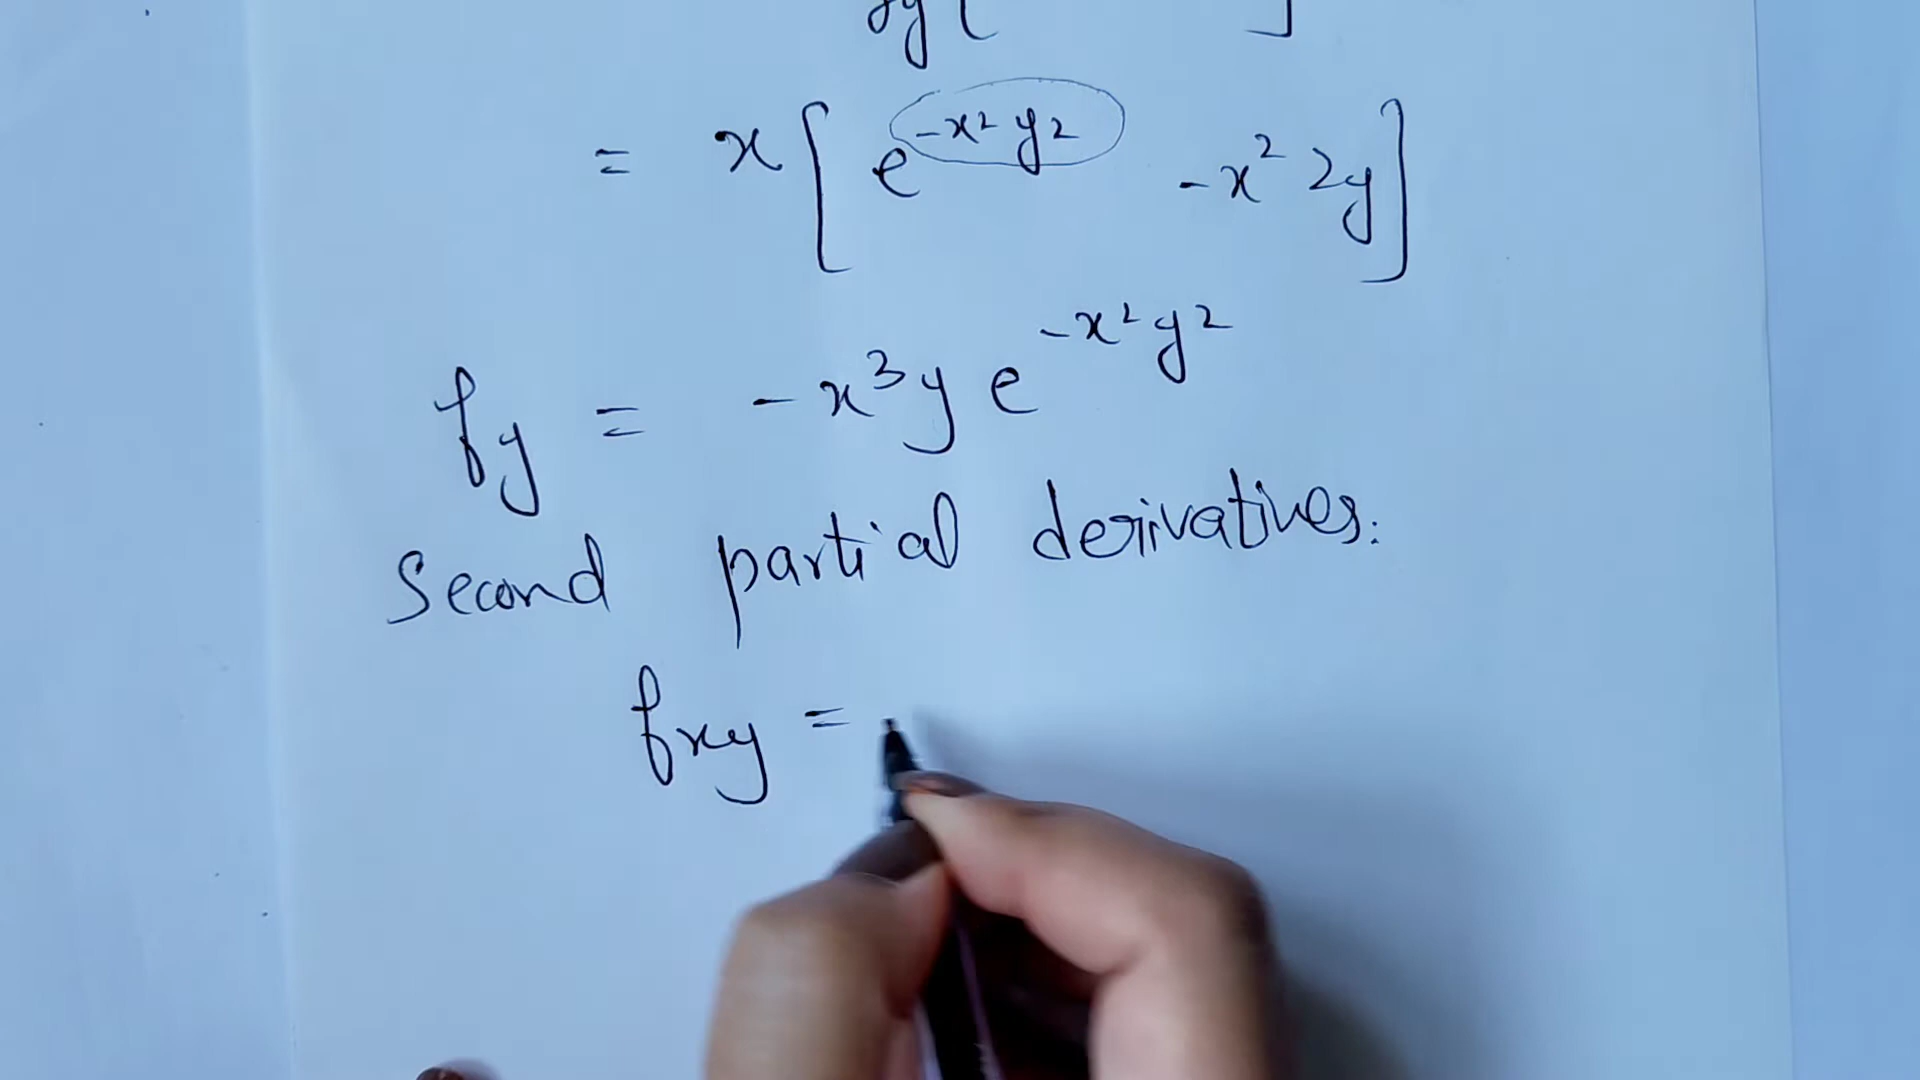 = x [ e^{-x² y²} -x² 2y ]
fy = -x³y e^{-x² y²}
Second partial derivatives:
fxy =